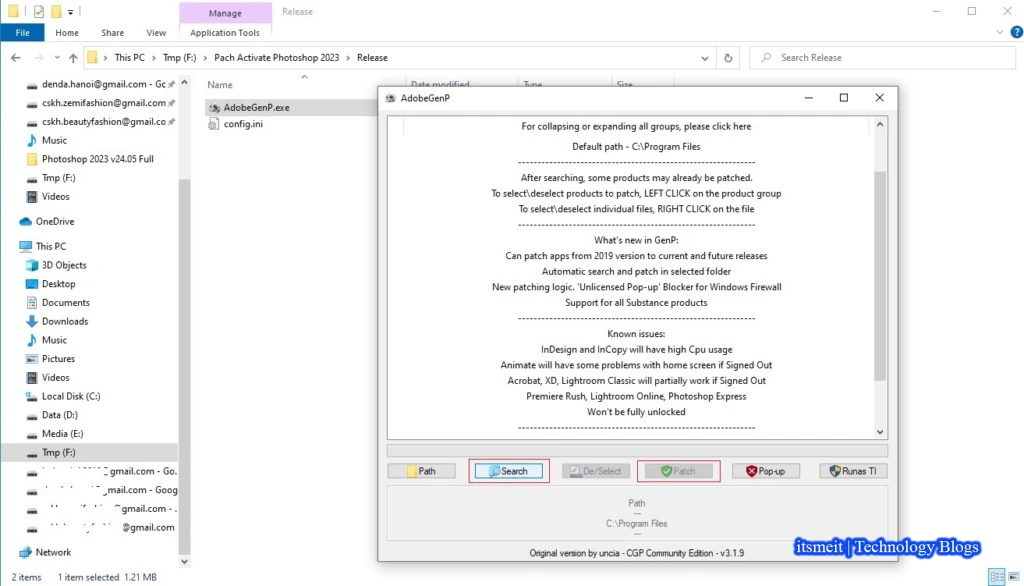 Manage
Release
File
Home
Share
View
Application Tools
This PC
Tmp (F:)
Pach Activate Photoshop 2023
Release
Search Release
denda.hanoi@gmail.com - Gc
cskh.zemifashion@gmail.com
cskh.beautyfashion@gmail.co
Music
Photoshop 2023 v24.05 Full
Tmp (F:)
Videos
OneDrive
This PC
3D Objects
Desktop
Documents
Downloads
Music
Pictures
Videos
Local Disk (C:)
Data (D:)
Media (E:)
Tmp (F:)
gmail.com - Go.
mail.com - Goog
@gmail.com - .
@gmail.com
Network
Name
Date modified
Type
Size
AdobeGenP.exe
config.ini
AdobeGenP
For collapsing or expanding all groups, please click here
Default path - C:\Program Files
------------------------------------------------------------
After searching, some products may already be patched.
To select\deselect products to patch, LEFT CLICK on the product group
To select\deselect individual files, RIGHT CLICK on the file
------------------------------------------------------------
What's new in GenP:
Can patch apps from 2019 version to current and future releases
Automatic search and patch in selected folder
New patching logic. 'Unlicensed Pop-up' Blocker for Windows Firewall
Support for all Substance products
------------------------------------------------------------
Known issues:
InDesign and InCopy will have high Cpu usage
Animate will have some problems with home screen if Signed Out
Acrobat, XD, Lightroom Classic will partially work if Signed Out
Premiere Rush, Lightroom Online, Photoshop Express
Won't be fully unlocked
------------------------------------------------------------
Path
Search
De/Select
Patch
Pop-up
Runas TI
Path
---
C:\Program Files
---
Original version by uncia - CGP Community Edition - v3.1.9
itsmeit | Technology Blogs
2 items
1 item selected 1.21 MB